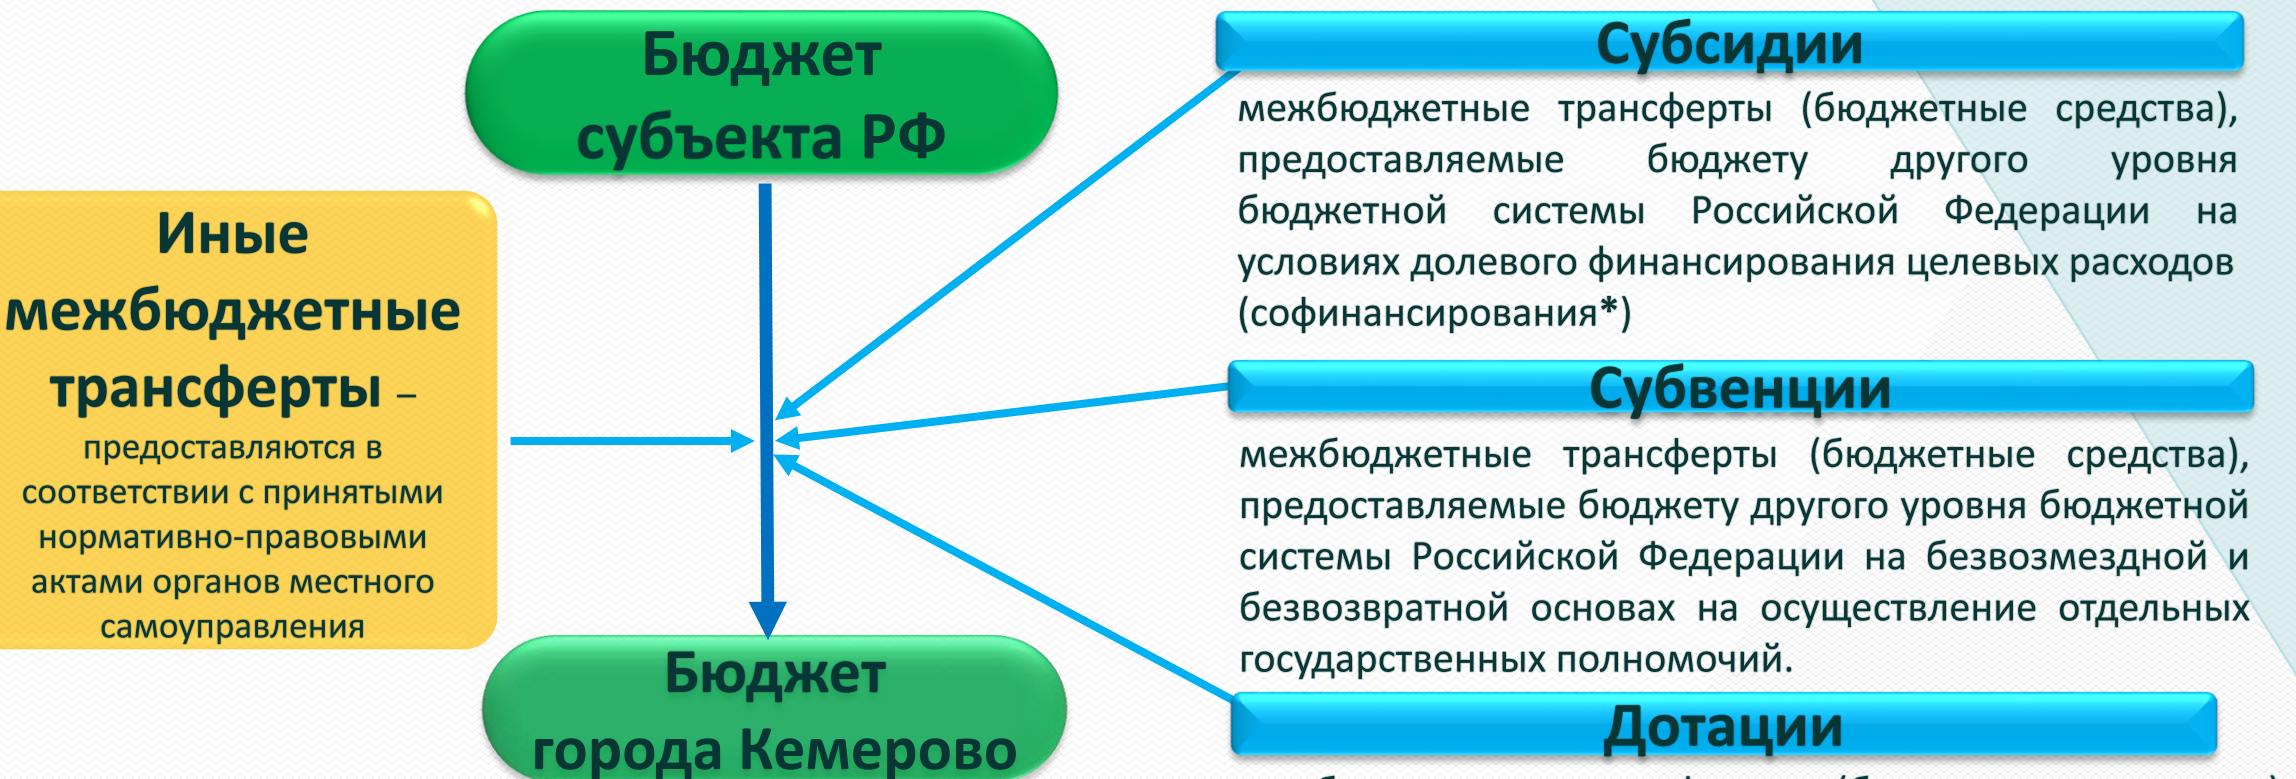 Бюджет
субъекта РФ
Иные
межбюджетные
трансферты –
предоставляются в
соответствии с принятыми
нормативно-правовыми
актами органов местного
самоуправления
Бюджет
города Кемерово
Субсидии
межбюджетные трансферты (бюджетные средства),
предоставляемые бюджету другого уровня
бюджетной системы Российской Федерации на
условиях долевого финансирования целевых расходов
(софинансирования*)
Субвенции
межбюджетные трансферты (бюджетные средства),
предоставляемые бюджету другого уровня бюджетной
системы Российской Федерации на безвозмездной и
безвозвратной основах на осуществление отдельных
государственных полномочий.
Дотации